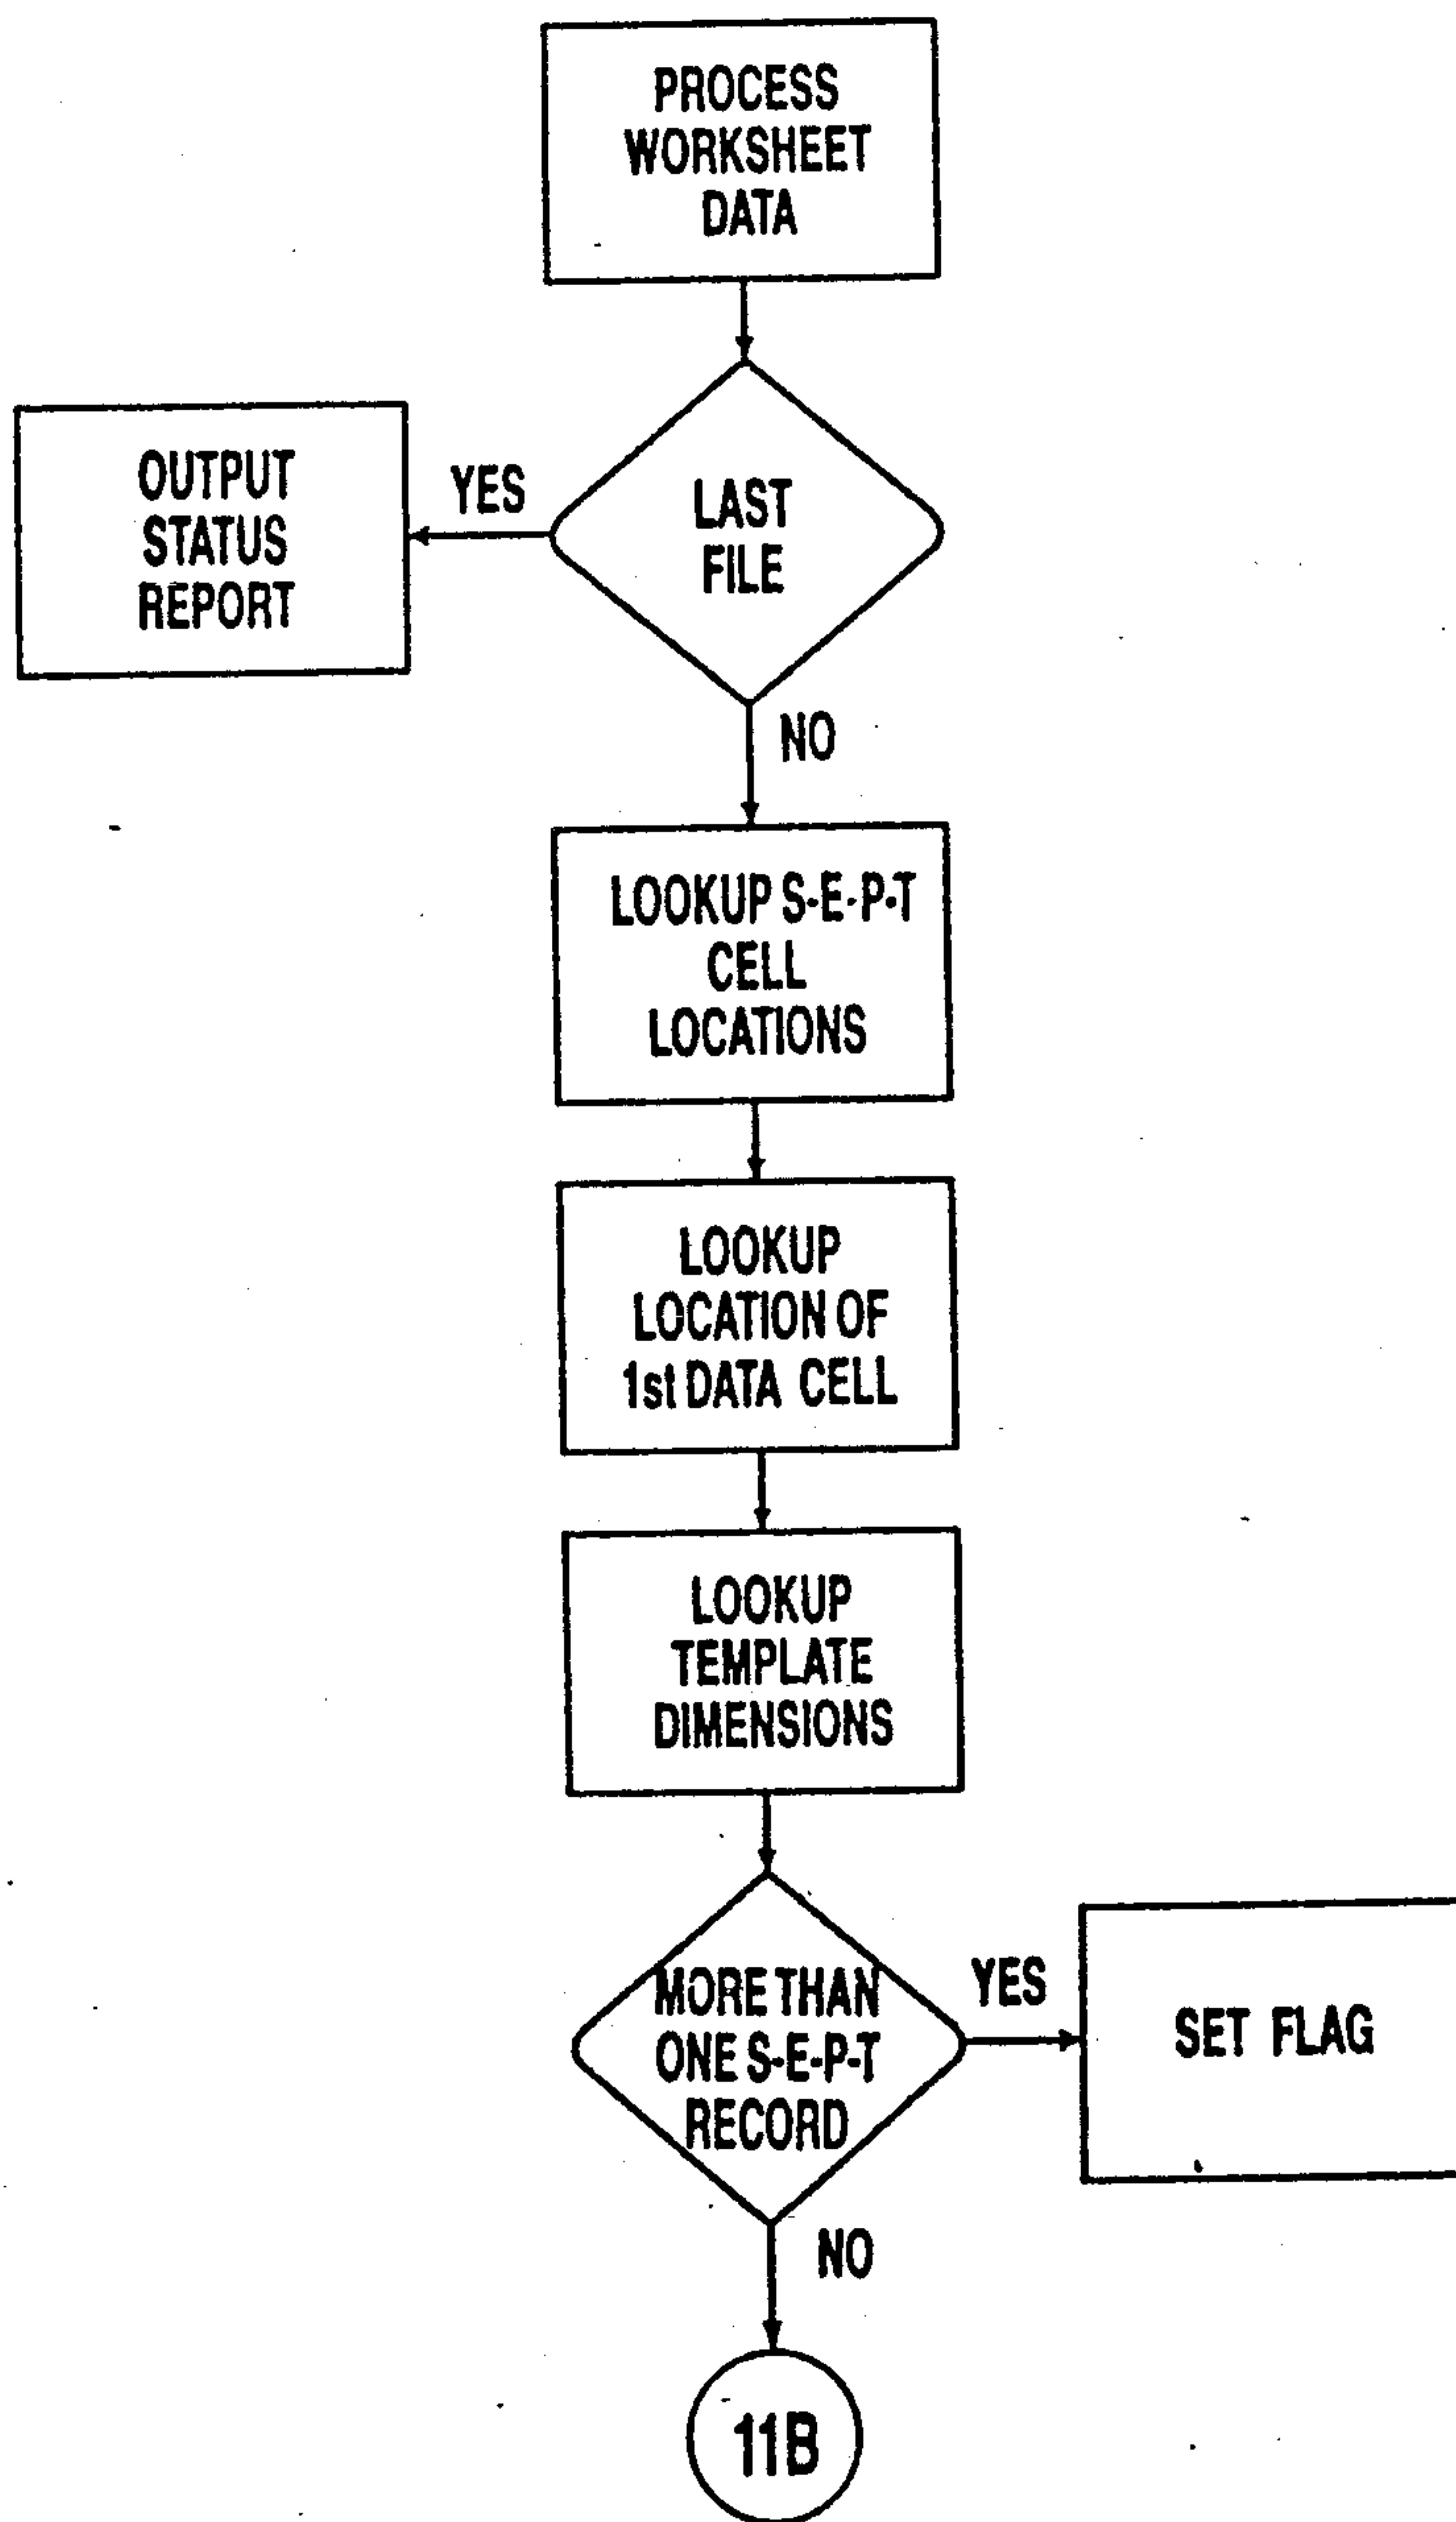 PROCESS
WORKSHEET
DATA
OUTPUT
STATUS
REPORT
YES
LAST
FILE
NO
LOOKUP S-E-P-T
CELL
LOCATIONS
LOOKUP
LOCATION OF
1st DATA CELL
LOOKUP
TEMPLATE
DIMENSIONS
MORE THAN
ONE S-E-P-T
RECORD
YES
SET FLAG
NO
11B